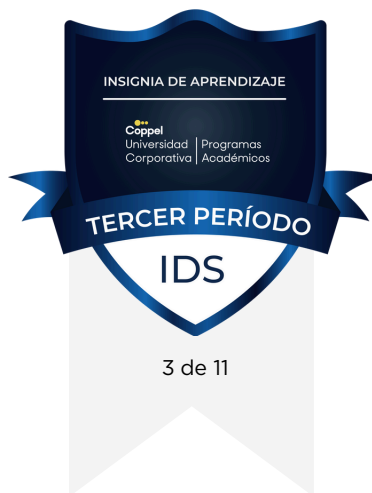 INSIGNIA DE APRENDIZAJE
Coppel
Universidad Programas
Corporativa Académicos
TERCER PERÍODO
IDS
3 de 11